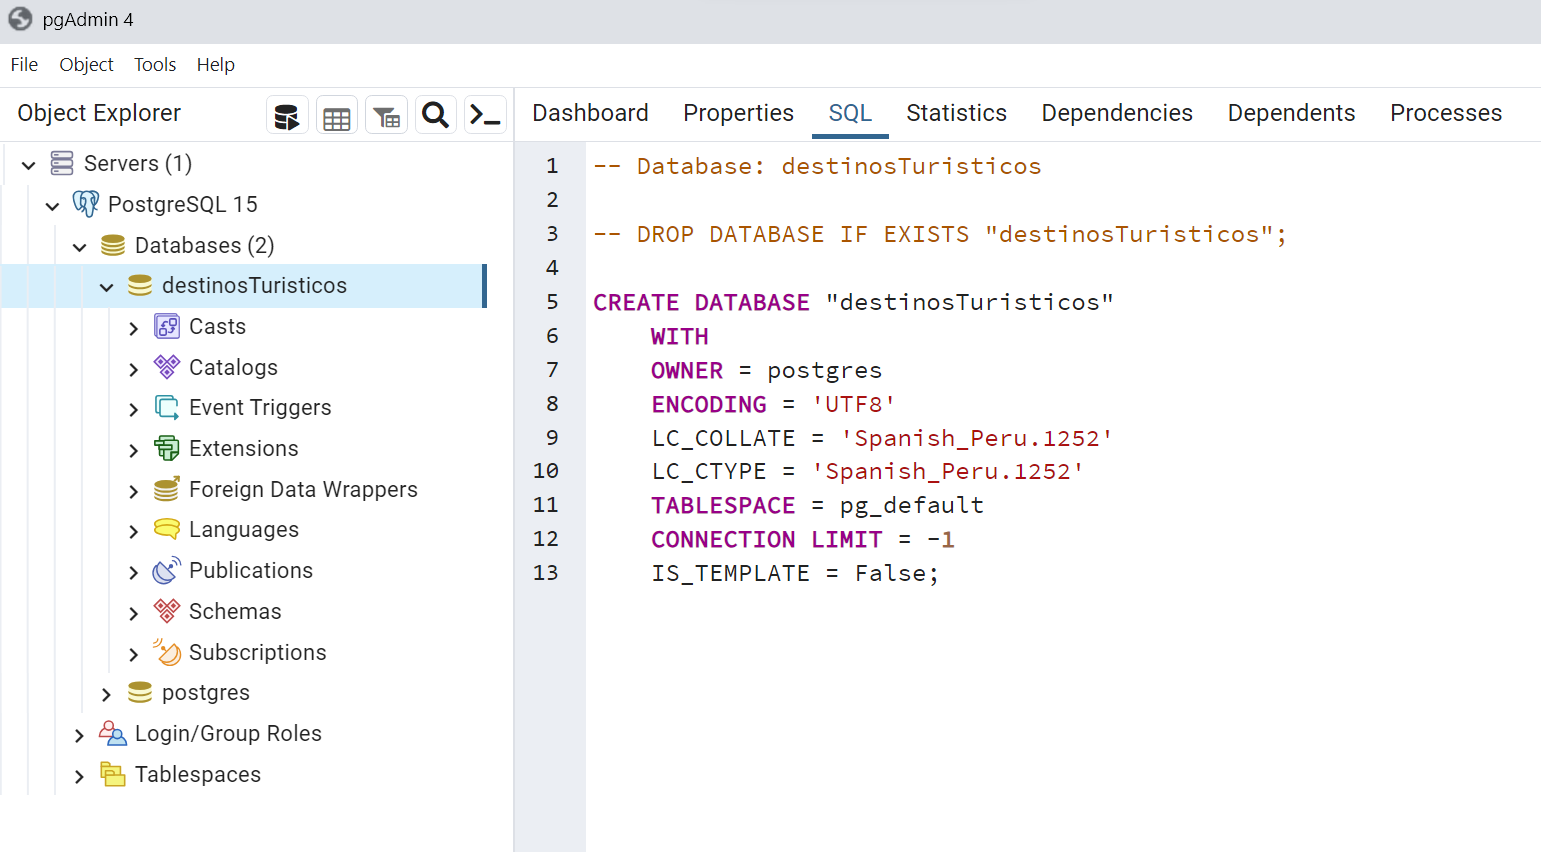 pgAdmin 4
File Object Tools Help
Object Explorer
Servers (1)
PostgreSQL 15
Databases (2)
destinosTuristicos
Casts
Catalogs
Event Triggers
Extensions
Foreign Data Wrappers
Languages
Publications
Schemas
Subscriptions
postgres
Login/Group Roles
Tablespaces
Dashboard Properties SQL Statistics Dependencies Dependents Processes
1 -- Database: destinosTuristicos
2
3 -- DROP DATABASE IF EXISTS "destinosTuristicos";
4
5 CREATE DATABASE "destinosTuristicos"
6     WITH
7     OWNER = postgres
8     ENCODING = 'UTF8'
9     LC_COLLATE = 'Spanish_Peru.1252'
10     LC_CTYPE = 'Spanish_Peru.1252'
11     TABLESPACE = pg_default
12     CONNECTION LIMIT = -1
13     IS_TEMPLATE = False;